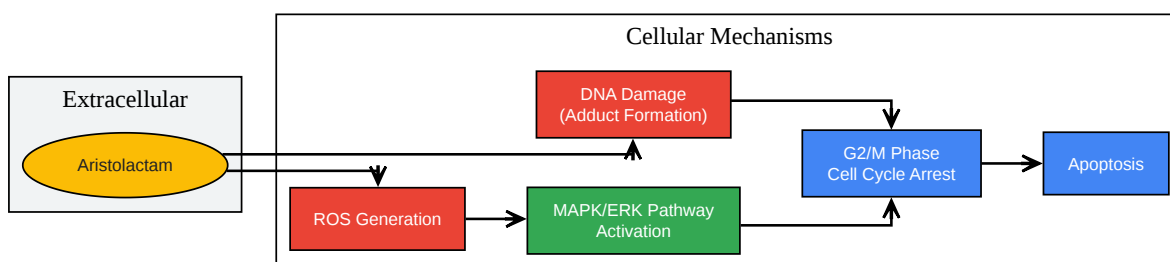 Cellular Mechanisms
Extracellular
Aristolactam
DNA Damage
(Adduct Formation)
ROS Generation
MAPK/ERK Pathway
Activation
G2/M Phase
Cell Cycle Arrest
Apoptosis